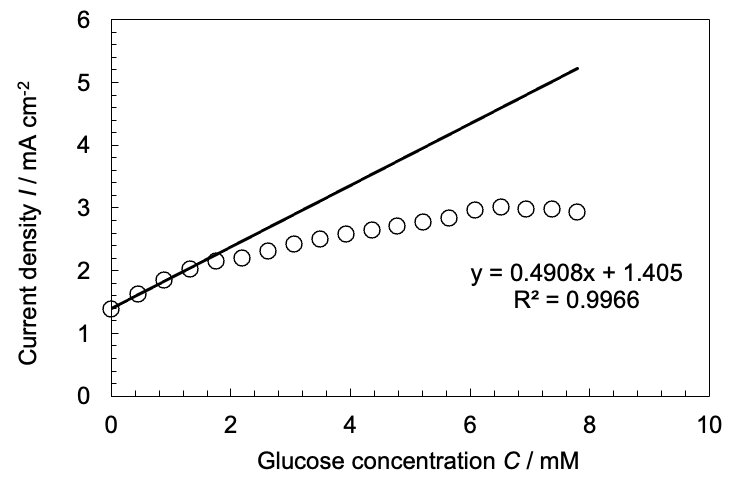 6
5
4
3
2
1
0
Current density I / mA cm⁻²
y = 0.4908x + 1.405
R² = 0.9966
0 2 4 6 8 10
Glucose concentration C / mM